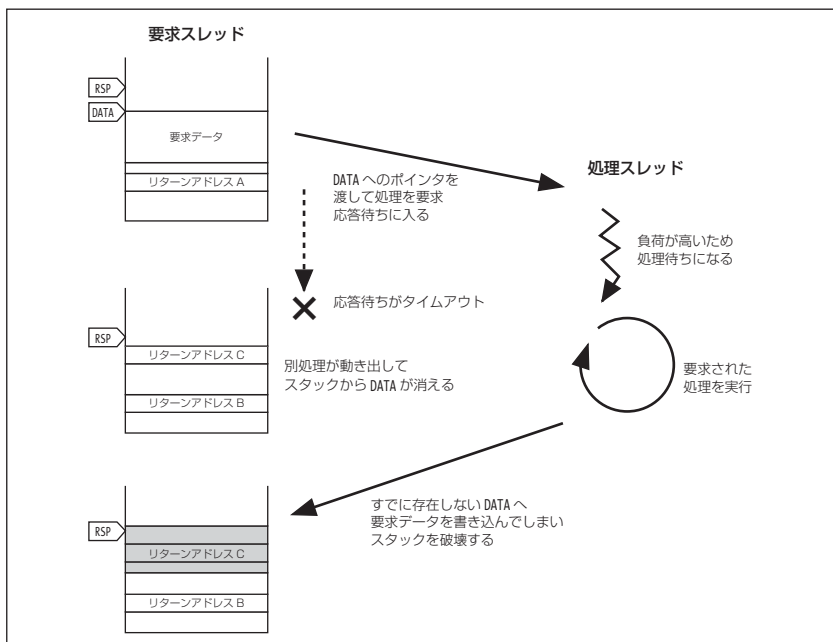 要求スレッド
RSP
DATA
要求データ
リターンアドレス A
DATA へのポインタを
渡して処理を要求
応答待ちに入る
処理スレッド
負荷が高いため
処理待ちになる
応答待ちがタイムアウト
RSP
リターンアドレス C
リターンアドレス B
別処理が動き出して
スタックから DATA が消える
要求された
処理を実行
すでに存在しない DATA へ
要求データを書き込んでしまい
スタックを破壊する
RSP
リターンアドレス C
リターンアドレス B